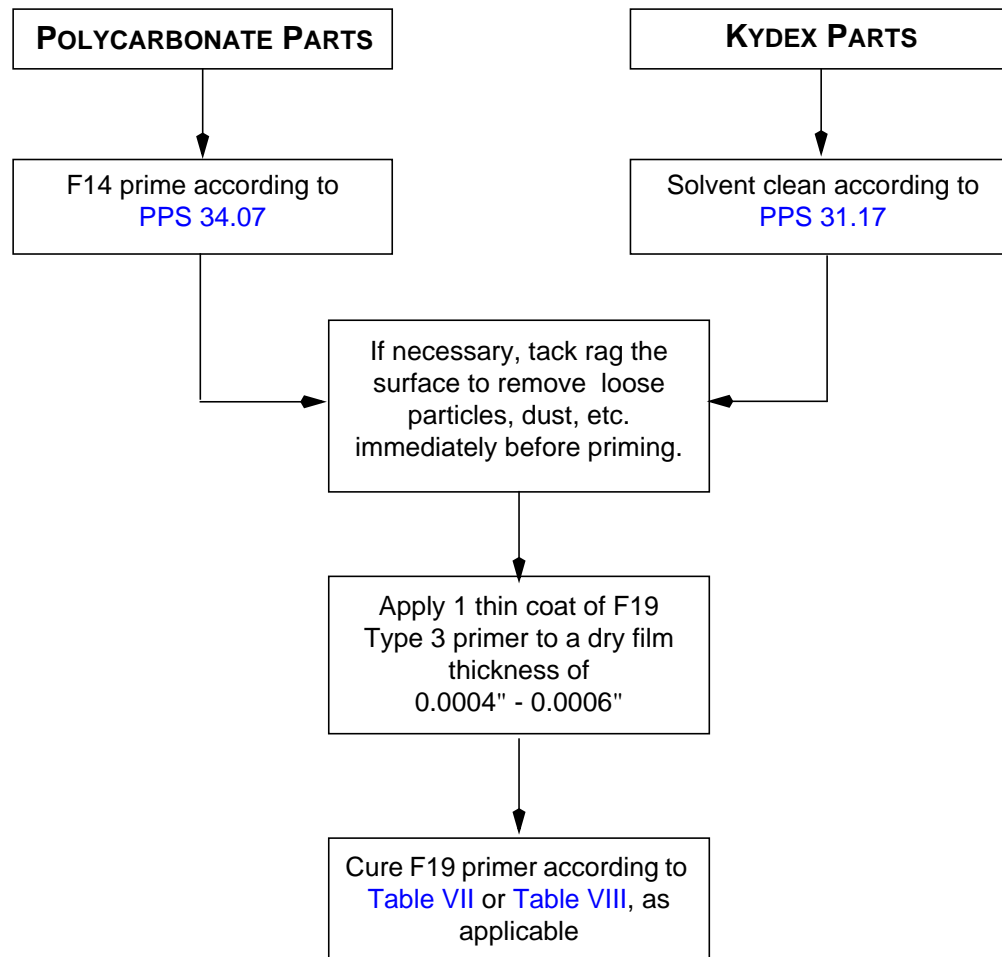 POLYCARBONATE PARTS
KYDEX PARTS
F14 prime according to
PPS 34.07
Solvent clean according to
PPS 31.17
If necessary, tack rag the
surface to remove  loose
particles, dust, etc.
immediately before priming.
Apply 1 thin coat of F19
Type 3 primer to a dry film
thickness of
0.0004" - 0.0006"
Cure F19 primer according to
Table VII or Table VIII, as
applicable